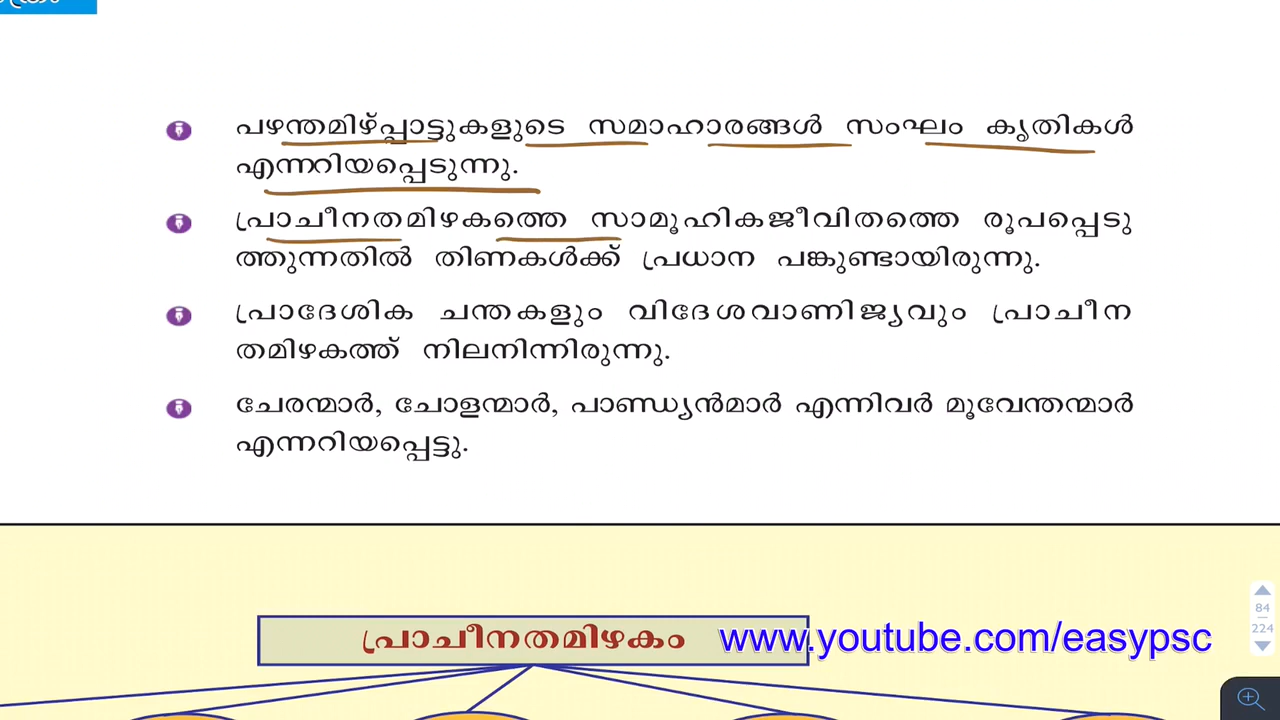 പഴന്തമിഴ്പ്പാട്ടുകളുടെ സമാഹാരങ്ങൾ സംഘം കൃതികൾ
എന്നറിയപ്പെടുന്നു.
പ്രാചീനതമിഴകത്തെ സാമൂഹികജീവിതത്തെ രൂപപ്പെടു
ത്തുന്നതിൽ തിണകൾക്ക് പ്രധാന പങ്കുണ്ടായിരുന്നു.
പ്രാദേശിക ചന്തകളും വിദേശവാണിജ്യവും പ്രാചീന
തമിഴകത്ത് നിലനിന്നിരുന്നു.
ചേരന്മാർ, ചോളന്മാർ, പാണ്ഡ്യൻമാർ എന്നിവർ മൂവേന്തന്മാർ
എന്നറിയപ്പെട്ടു.
84
224
പ്രാചീനതമിഴകം www.youtube.com/easypsc